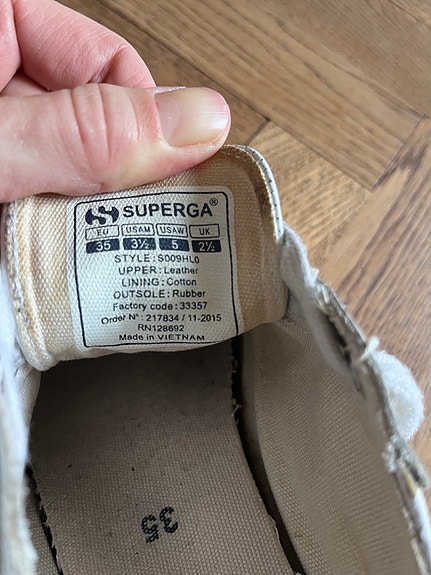 SUPERGA®
EU USAM USAW UK
35 3½ 5 2½
STYLE : S009HL0
UPPER : Leather
LINING : Cotton
OUTSOLE : Rubber
Factory code : 33357
Order N° : 217834 / 11-2015
RN128692
Made in VIETNAM
35